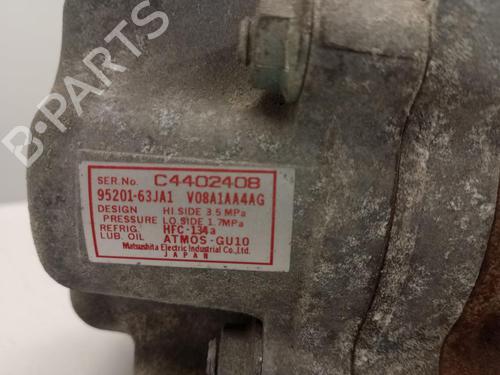 B-PARTS
SER.No. C4402408
95201-63JA1 V08A1AA4AG
DESIGN HI.SIDE 3.5 MPa
PRESSURE LO.SIDE 1.7MPa
REFRIG. HFC-134a
LUB. OIL ATMOS-GU10
Matsushita Electric Industrial Co., Ltd.
JAPAN